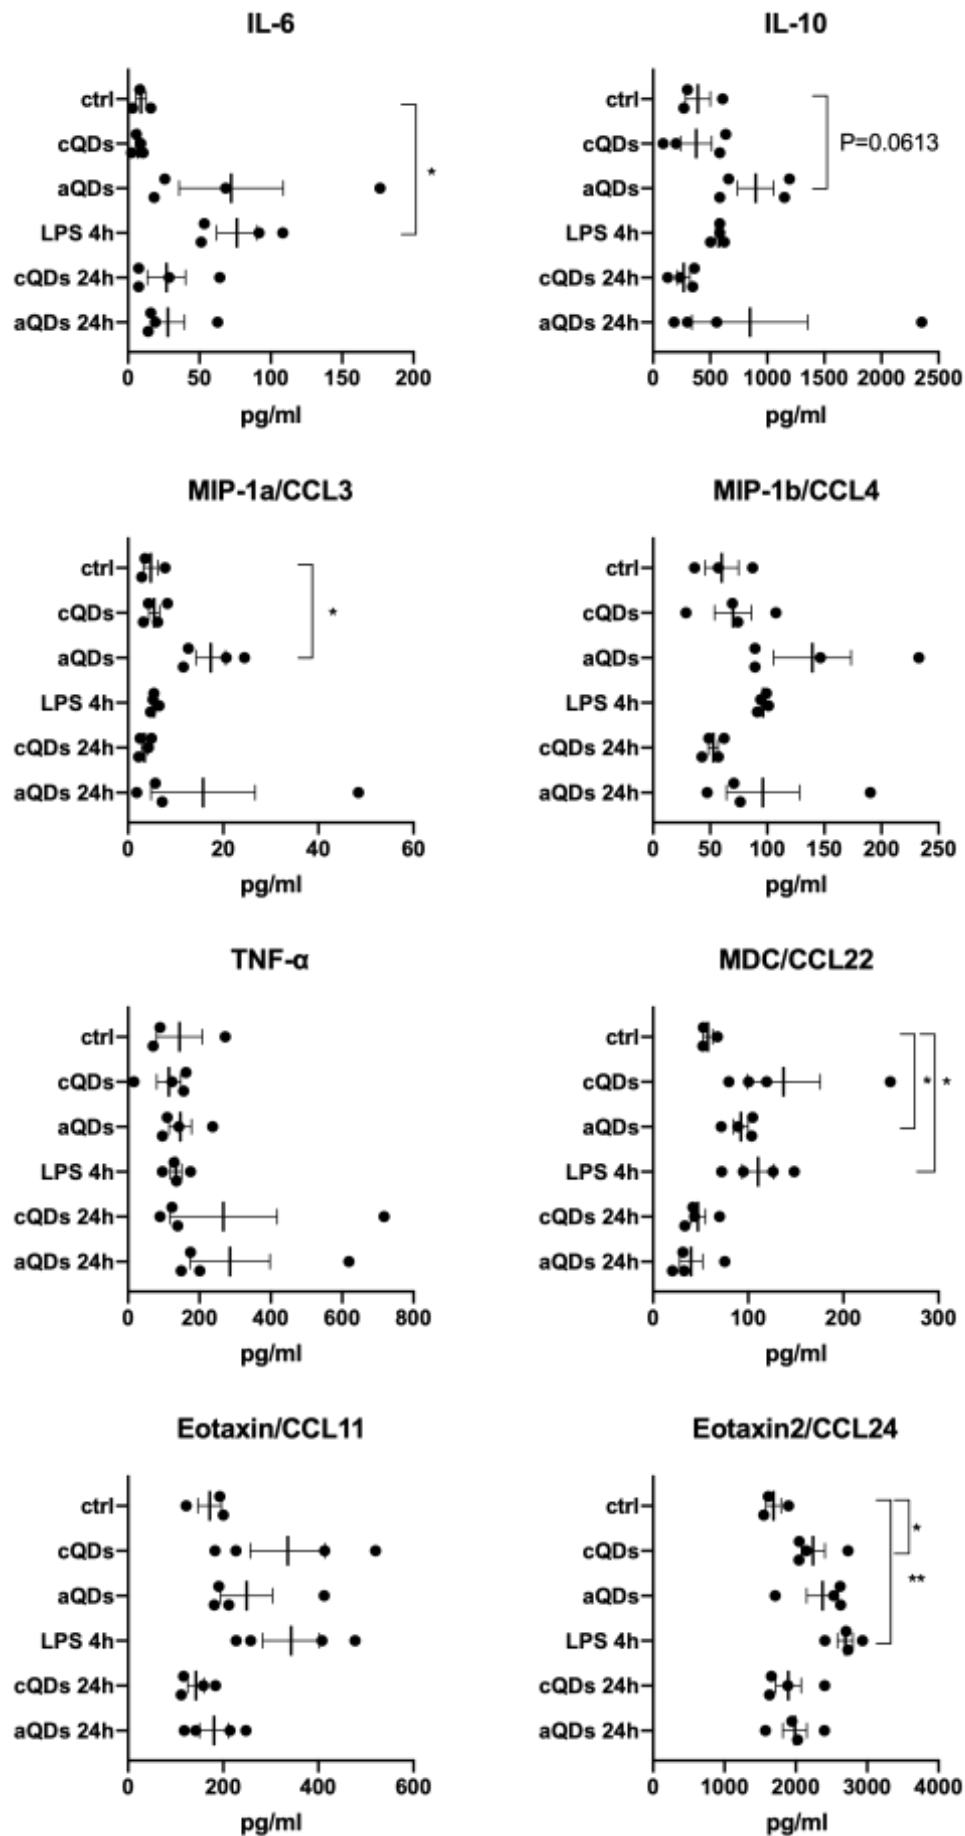 IL-6
ctrl
cQDs
aQDs
LPS 4h
cQDs 24h
aQDs 24h
*
0 50 100 150 200
pg/ml
IL-10
ctrl
cQDs
aQDs
LPS 4h
cQDs 24h
aQDs 24h
P=0.0613
0 500 1000 1500 2000 2500
pg/ml
MIP-1a/CCL3
ctrl
cQDs
aQDs
LPS 4h
cQDs 24h
aQDs 24h
*
0 20 40 60
pg/ml
MIP-1b/CCL4
ctrl
cQDs
aQDs
LPS 4h
cQDs 24h
aQDs 24h
0 50 100 150 200 250
pg/ml
TNF-α
ctrl
cQDs
aQDs
LPS 4h
cQDs 24h
aQDs 24h
0 200 400 600 800
pg/ml
MDC/CCL22
ctrl
cQDs
aQDs
LPS 4h
cQDs 24h
aQDs 24h
* *
0 100 200 300
pg/ml
Eotaxin/CCL11
ctrl
cQDs
aQDs
LPS 4h
cQDs 24h
aQDs 24h
0 200 400 600
pg/ml
Eotaxin2/CCL24
ctrl
cQDs
aQDs
LPS 4h
cQDs 24h
aQDs 24h
*
**
0 1000 2000 3000 4000
pg/ml